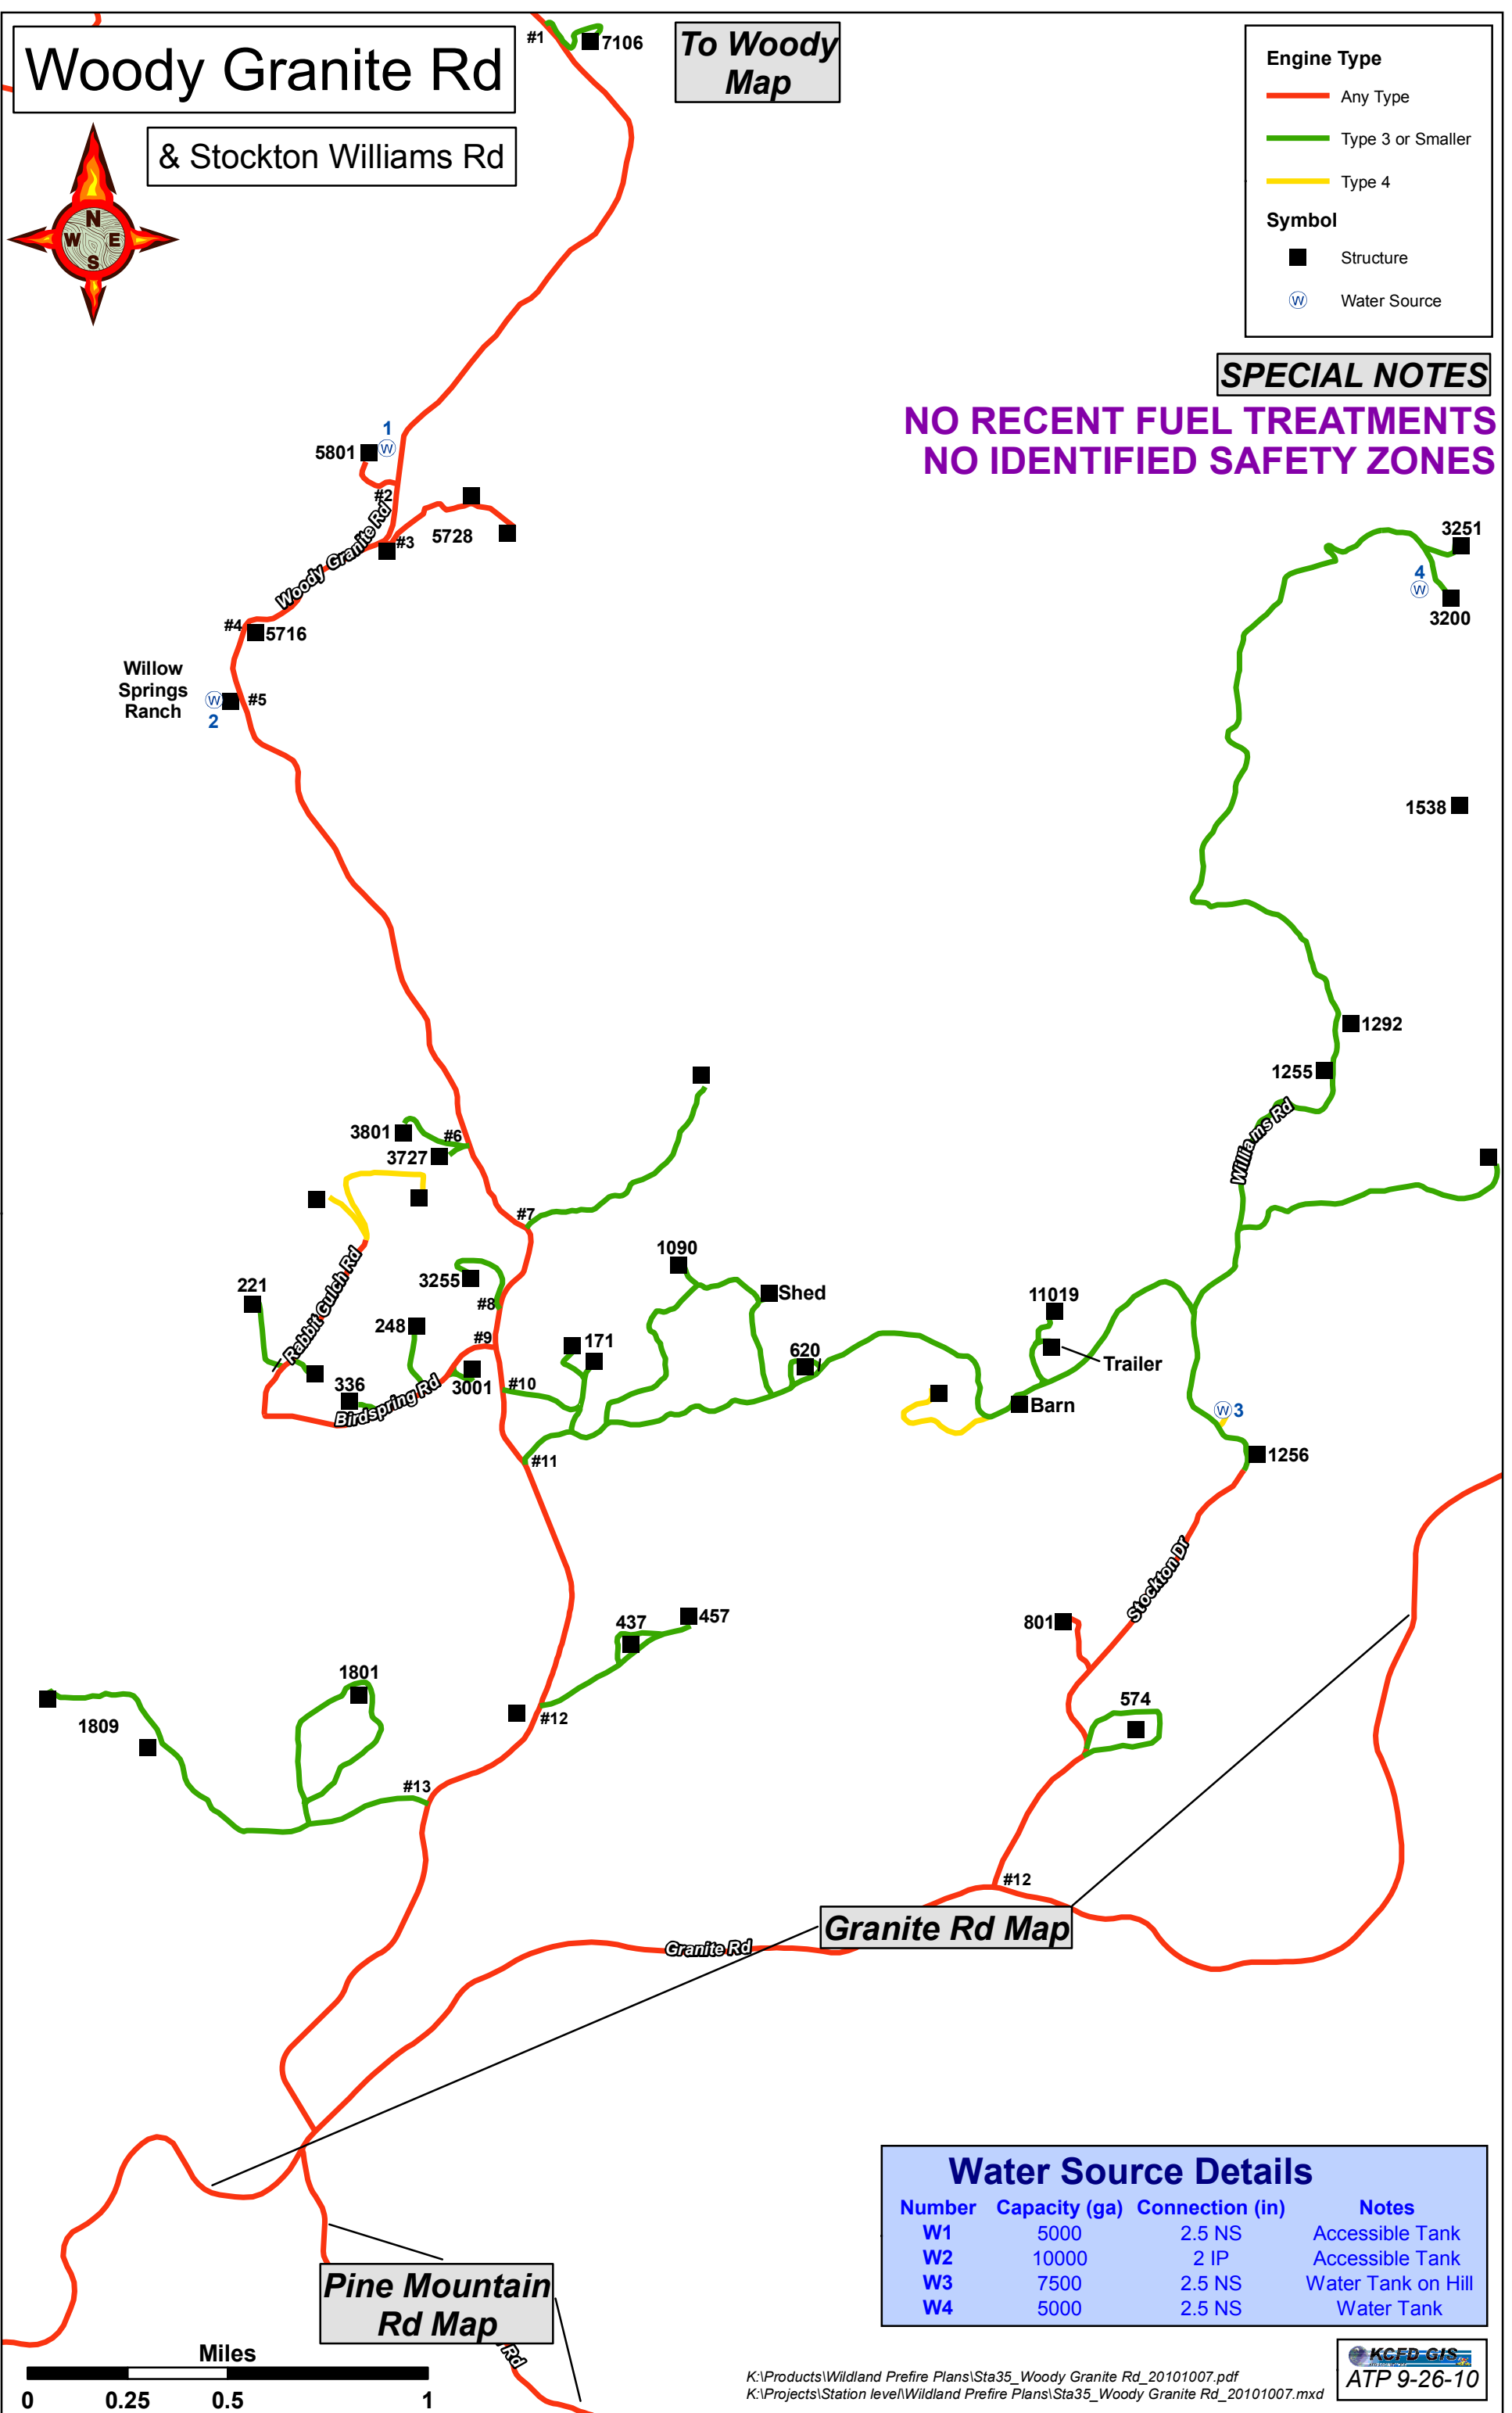 Woody Granite Rd
& Stockton Williams Rd
N
W E
S
#1
7106
To Woody
Map
Engine Type
Any Type
Type 3 or Smaller
Type 4
Symbol
Structure
W Water Source
SPECIAL NOTES
NO RECENT FUEL TREATMENTS
NO IDENTIFIED SAFETY ZONES
1
5801 W
#2
Woody Granite Rd
#3
5728
#4
5716
Willow
Springs
Ranch
W #5
2
3251
4
W
3200
1538
1292
1255
Williams Rd
3801
#6
3727
#7
1090
3255
Shed
#8
221
Rabbit Gulch Rd
248
#9
171
620
11019
Trailer
336
3001
#10
Birdspring Rd
Barn
W 3
#11
1256
Stockton Dr
457
437
801
1801
1809
#12
574
#13
#12
Granite Rd Map
Granite Rd
Pine Mountain
Rd Map
Rd
Water Source Details
Number Capacity (ga) Connection (in) Notes
W1 5000 2.5 NS Accessible Tank
W2 10000 2 IP Accessible Tank
W3 7500 2.5 NS Water Tank on Hill
W4 5000 2.5 NS Water Tank
Miles
0 0.25 0.5 1
K:\Products\Wildland Prefire Plans\Sta35_Woody Granite Rd_20101007.pdf
K:\Projects\Station level\Wildland Prefire Plans\Sta35_Woody Granite Rd_20101007.mxd
KCFD GIS
ATP 9-26-10